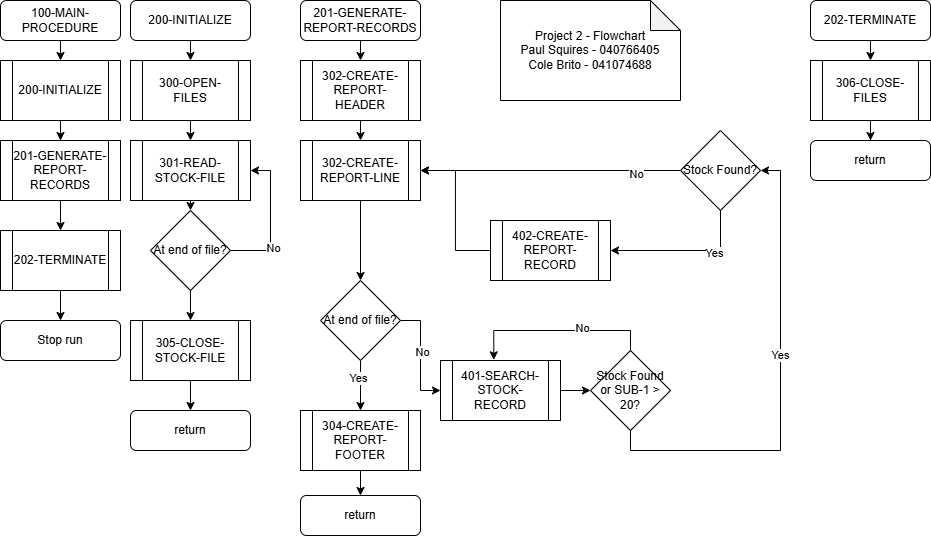 100-MAIN-
PROCEDURE
200-INITIALIZE
201-GENERATE-
REPORT-
RECORDS
202-TERMINATE
Stop run
200-INITIALIZE
300-OPEN-
FILES
301-READ-
STOCK-FILE
At end of file?
No
305-CLOSE-
STOCK-FILE
return
201-GENERATE-
REPORT-RECORDS
302-CREATE-
REPORT-
HEADER
302-CREATE-
REPORT-LINE
At end of file?
No
Yes
304-CREATE-
REPORT-
FOOTER
return
Project 2 - Flowchart
Paul Squires - 040766405
Cole Brito - 041074688
Stock Found?
No
Yes
402-CREATE-
REPORT-
RECORD
401-SEARCH-
STOCK-
RECORD
No
Stock Found
or SUB-1 >
20?
Yes
202-TERMINATE
306-CLOSE-
FILES
return